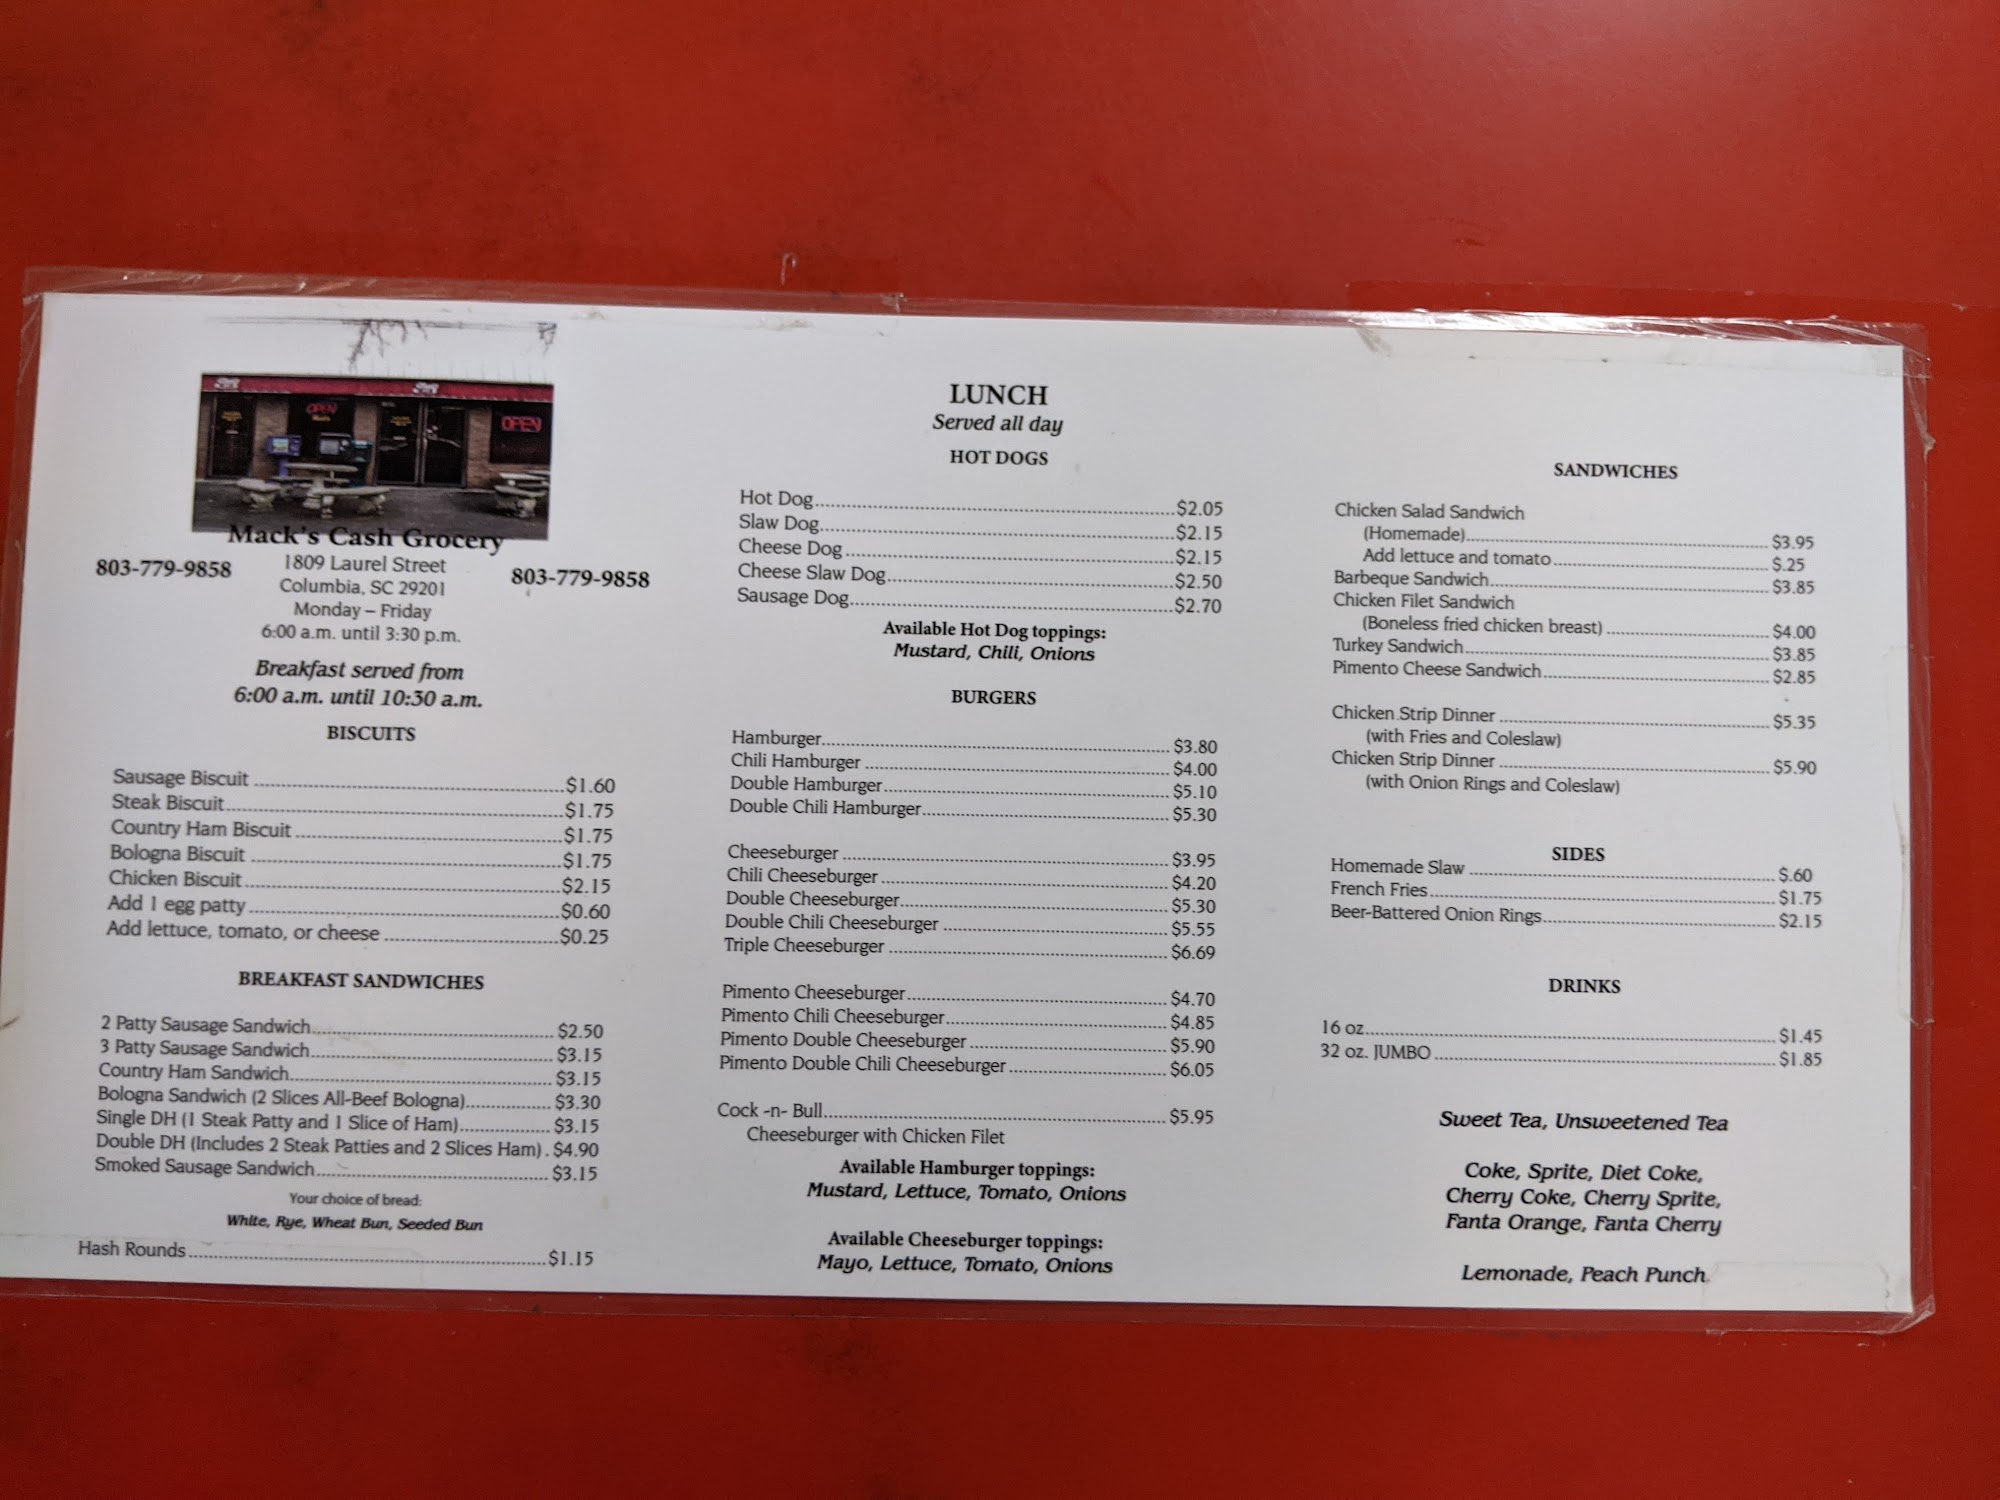 OPEN
OPEN
Mack's Cash Grocery
803-779-9858
1809 Laurel Street
803-779-9858
Columbia, SC 29201
Monday – Friday
6:00 a.m. until 3:30 p.m.
Breakfast served from
6:00 a.m. until 10:30 a.m.
BISCUITS
Sausage Biscuit ........ $1.60
Steak Biscuit ........ $1.75
Country Ham Biscuit ........ $1.75
Bologna Biscuit ........ $1.75
Chicken Biscuit ........ $2.15
Add 1 egg patty ........ $0.60
Add lettuce, tomato, or cheese ........ $0.25
BREAKFAST SANDWICHES
2 Patty Sausage Sandwich ........ $2.50
3 Patty Sausage Sandwich ........ $3.15
Country Ham Sandwich ........ $3.15
Bologna Sandwich (2 Slices All-Beef Bologna) ........ $3.30
Single DH (1 Steak Patty and 1 Slice of Ham) ........ $3.15
Double DH (Includes 2 Steak Patties and 2 Slices Ham) . $4.90
Smoked Sausage Sandwich ........ $3.15
Your choice of bread:
White, Rye, Wheat Bun, Seeded Bun
Hash Rounds ........ $1.15
LUNCH
Served all day
HOT DOGS
Hot Dog ........ $2.05
Slaw Dog ........ $2.15
Cheese Dog ........ $2.15
Cheese Slaw Dog ........ $2.50
Sausage Dog ........ $2.70
Available Hot Dog toppings:
Mustard, Chili, Onions
BURGERS
Hamburger ........ $3.80
Chili Hamburger ........ $4.00
Double Hamburger ........ $5.10
Double Chili Hamburger ........ $5.30
Cheeseburger ........ $3.95
Chili Cheeseburger ........ $4.20
Double Cheeseburger ........ $5.30
Double Chili Cheeseburger ........ $5.55
Triple Cheeseburger ........ $6.69
Pimento Cheeseburger ........ $4.70
Pimento Chili Cheeseburger ........ $4.85
Pimento Double Cheeseburger ........ $5.90
Pimento Double Chili Cheeseburger ........ $6.05
Cock -n- Bull ........ $5.95
Cheeseburger with Chicken Filet
Available Hamburger toppings:
Mustard, Lettuce, Tomato, Onions
Available Cheeseburger toppings:
Mayo, Lettuce, Tomato, Onions
SANDWICHES
Chicken Salad Sandwich
(Homemade) ........ $3.95
Add lettuce and tomato ........ $.25
Barbeque Sandwich ........ $3.85
Chicken Filet Sandwich
(Boneless fried chicken breast) ........ $4.00
Turkey Sandwich ........ $3.85
Pimento Cheese Sandwich ........ $2.85
Chicken Strip Dinner ........ $5.35
(with Fries and Coleslaw)
Chicken Strip Dinner ........ $5.90
(with Onion Rings and Coleslaw)
SIDES
Homemade Slaw ........ $.60
French Fries ........ $1.75
Beer-Battered Onion Rings ........ $2.15
DRINKS
16 oz ........ $1.45
32 oz. JUMBO ........ $1.85
Sweet Tea, Unsweetened Tea
Coke, Sprite, Diet Coke,
Cherry Coke, Cherry Sprite,
Fanta Orange, Fanta Cherry
Lemonade, Peach Punch